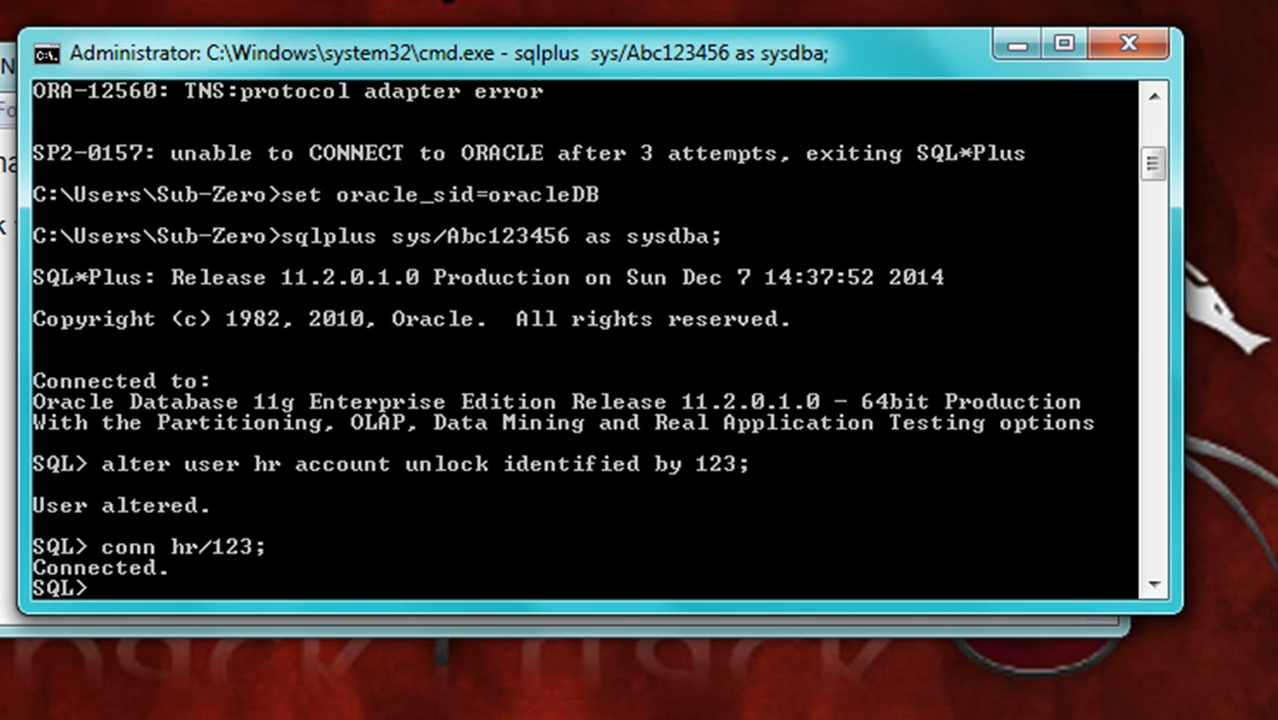 Administrator: C:\Windows\system32\cmd.exe - sqlplus  sys/Abc123456 as sysdba;
ORA-12560: TNS:protocol adapter error
SP2-0157: unable to CONNECT to ORACLE after 3 attempts, exiting SQL*Plus
C:\Users\Sub-Zero>set oracle_sid=oracleDB
C:\Users\Sub-Zero>sqlplus sys/Abc123456 as sysdba;
SQL*Plus: Release 11.2.0.1.0 Production on Sun Dec 7 14:37:52 2014
Copyright (c) 1982, 2010, Oracle.  All rights reserved.
Connected to:
Oracle Database 11g Enterprise Edition Release 11.2.0.1.0 - 64bit Production
With the Partitioning, OLAP, Data Mining and Real Application Testing options
SQL> alter user hr account unlock identified by 123;
User altered.
SQL> conn hr/123;
Connected.
SQL>